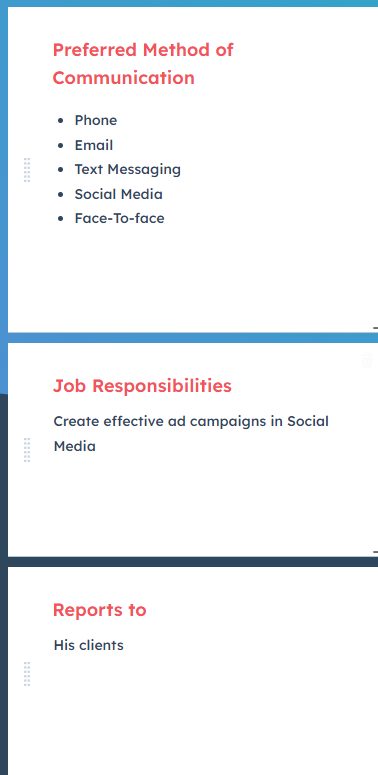 Preferred Method of
Communication
Phone
Email
Text Messaging
Social Media
Face-To-face
Job Responsibilities
Create effective ad campaigns in Social
Media
Reports to
His clients